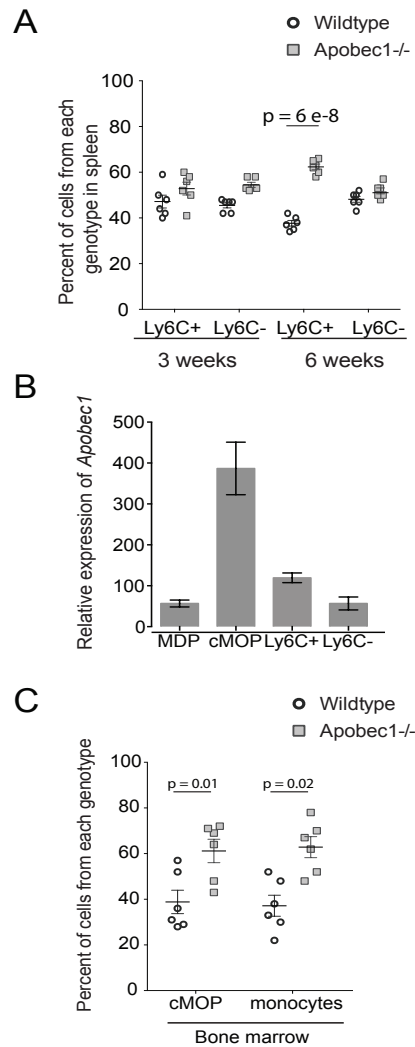 A
Wildtype
Apobec1-/-
Percent of cells from each
genotype in spleen
100
80
60
40
20
0
p = 6 e-8
Ly6C+ Ly6C- Ly6C+ Ly6C-
3 weeks 6 weeks
B
Relative expression of Apobec1
500
400
300
200
100
0
MDP cMOP Ly6C+ Ly6C-
C
Wildtype
Apobec1-/-
Percent of cells from each genotype
100
80
60
40
20
0
p = 0.01 p = 0.02
cMOP monocytes
Bone marrow